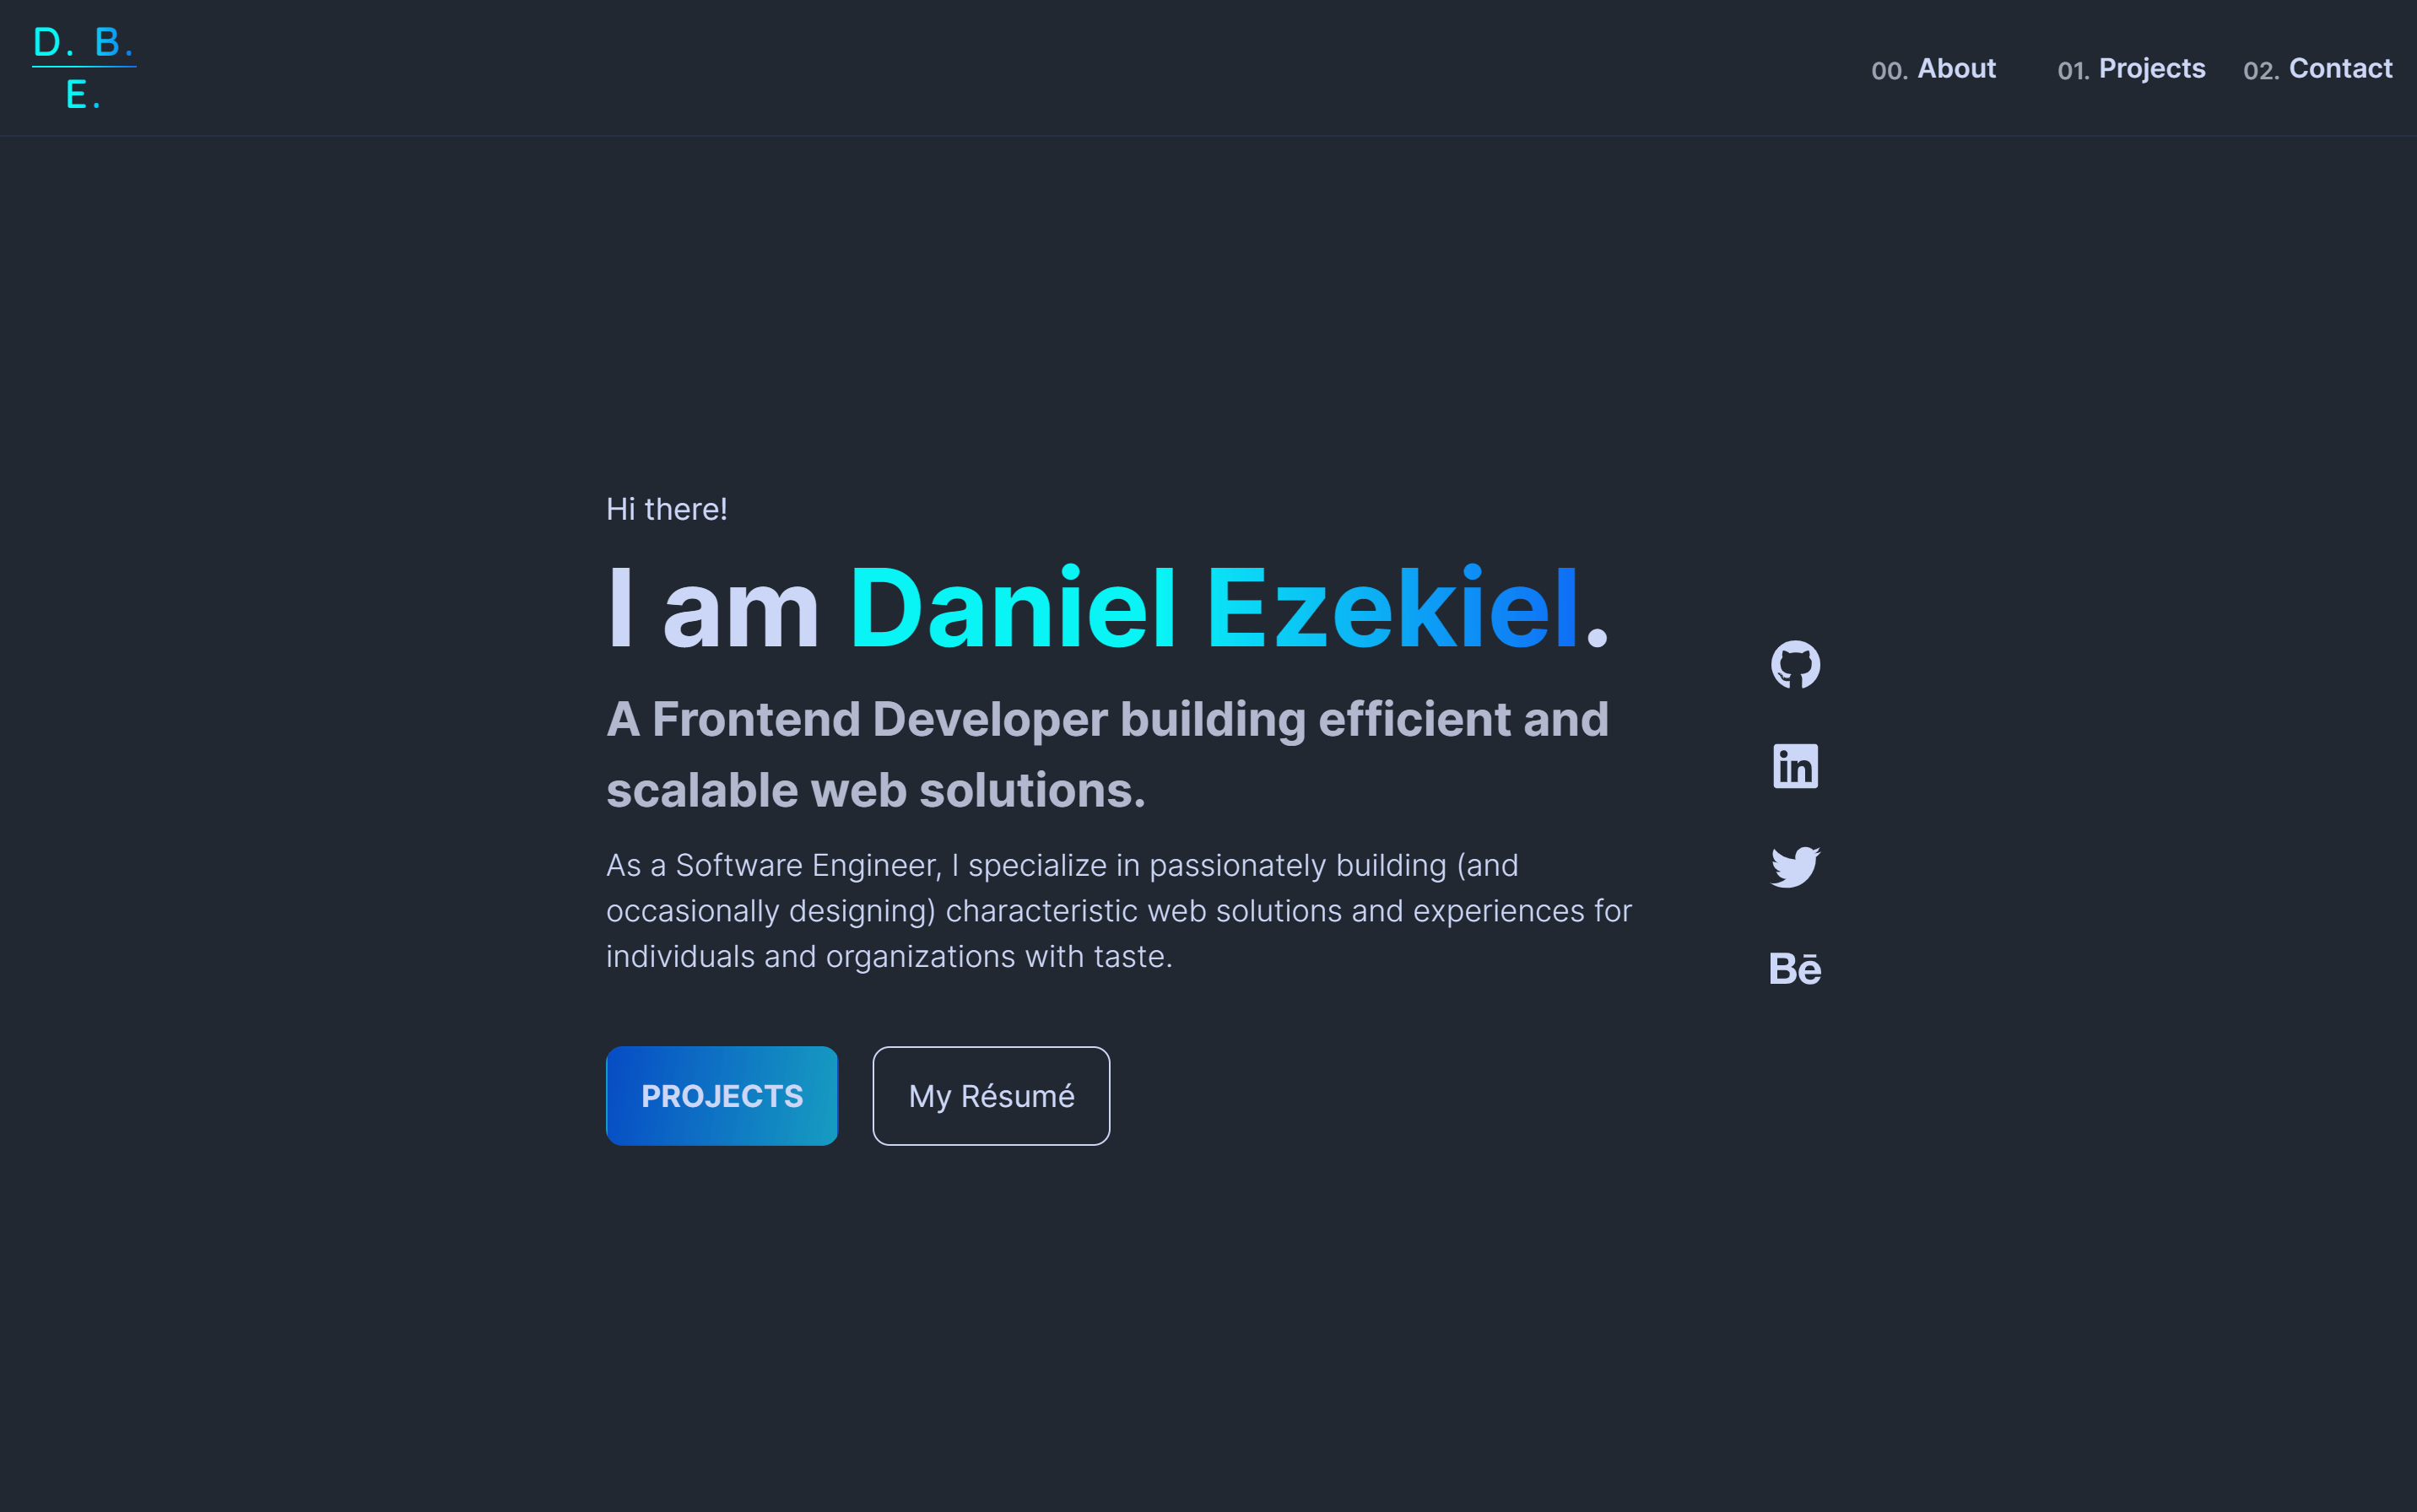 D. B.
E.
00. About 01. Projects 02. Contact
Hi there!
I am Daniel Ezekiel.
A Frontend Developer building efficient and
scalable web solutions.
As a Software Engineer, I specialize in passionately building (and
occasionally designing) characteristic web solutions and experiences for
individuals and organizations with taste.
in
Bē
PROJECTS My Résumé